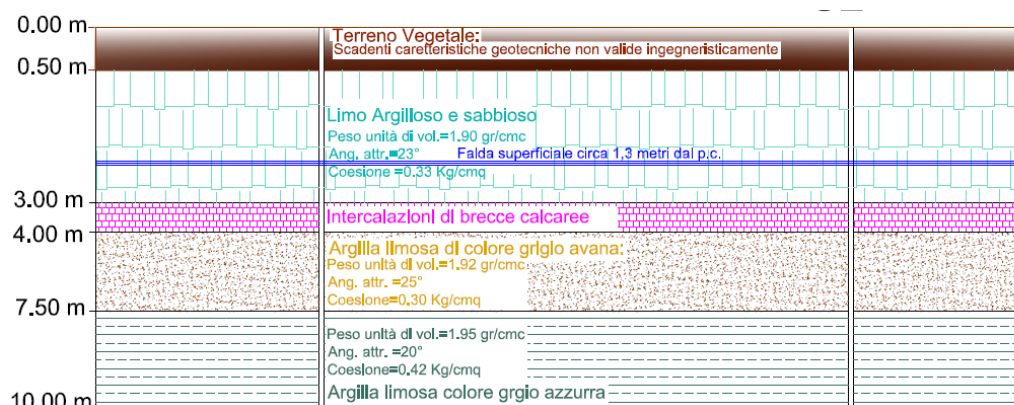 0.00 m
Terreno Vegetale:
Scadenti caretteristiche geotecniche non valide ingegneristicamente
0.50 m
Limo Argilloso e sabbioso
Peso unità di vol.=1.90 gr/cmc
Ang. attr.=23°
Falda superficiale circa 1,3 metri dal p.c.
Coesione =0.33 Kg/cmq
3.00 m
Intercalazioni di brecce calcaree
4.00 m
Argilla limosa di colore grigio avana:
Peso unità di vol.=1.92 gr/cmc
Ang. attr. =25°
Coesione=0.30 Kg/cmq
7.50 m
Peso unità di vol.=1.95 gr/cmc
Ang. attr. =20°
Coesione=0.42 Kg/cmq
Argilla limosa colore grgio azzurra
10.00 m